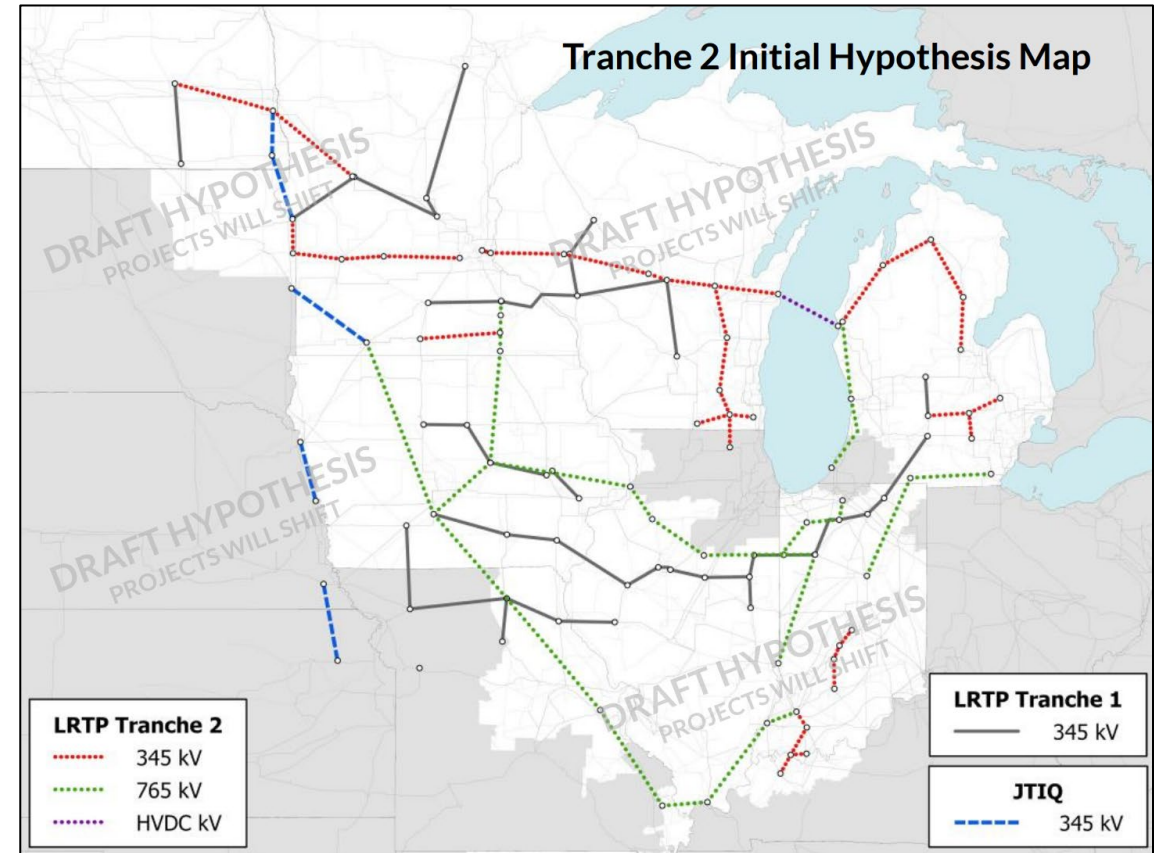 Tranche 2 Initial Hypothesis Map
DRAFT HYPOTHESIS
PROJECTS WILL SHIFT
DRAFT HYPOTHESIS
PROJECTS WILL SHIFT
DRAFT HYPOTHESIS
PROJECTS WILL SHIFT
DRAFT HYPOTHESIS
PROJECTS WILL SHIFT
LRTP Tranche 2
345 kV
765 kV
HVDC kV
LRTP Tranche 1
345 kV
JTIQ
345 kV